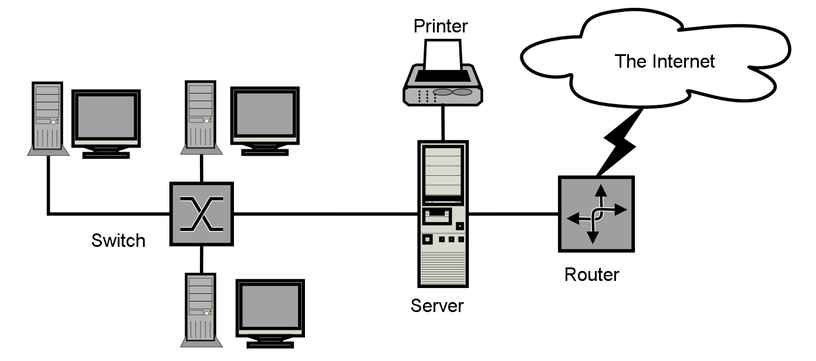 Printer
The Internet
Switch
Router
Server